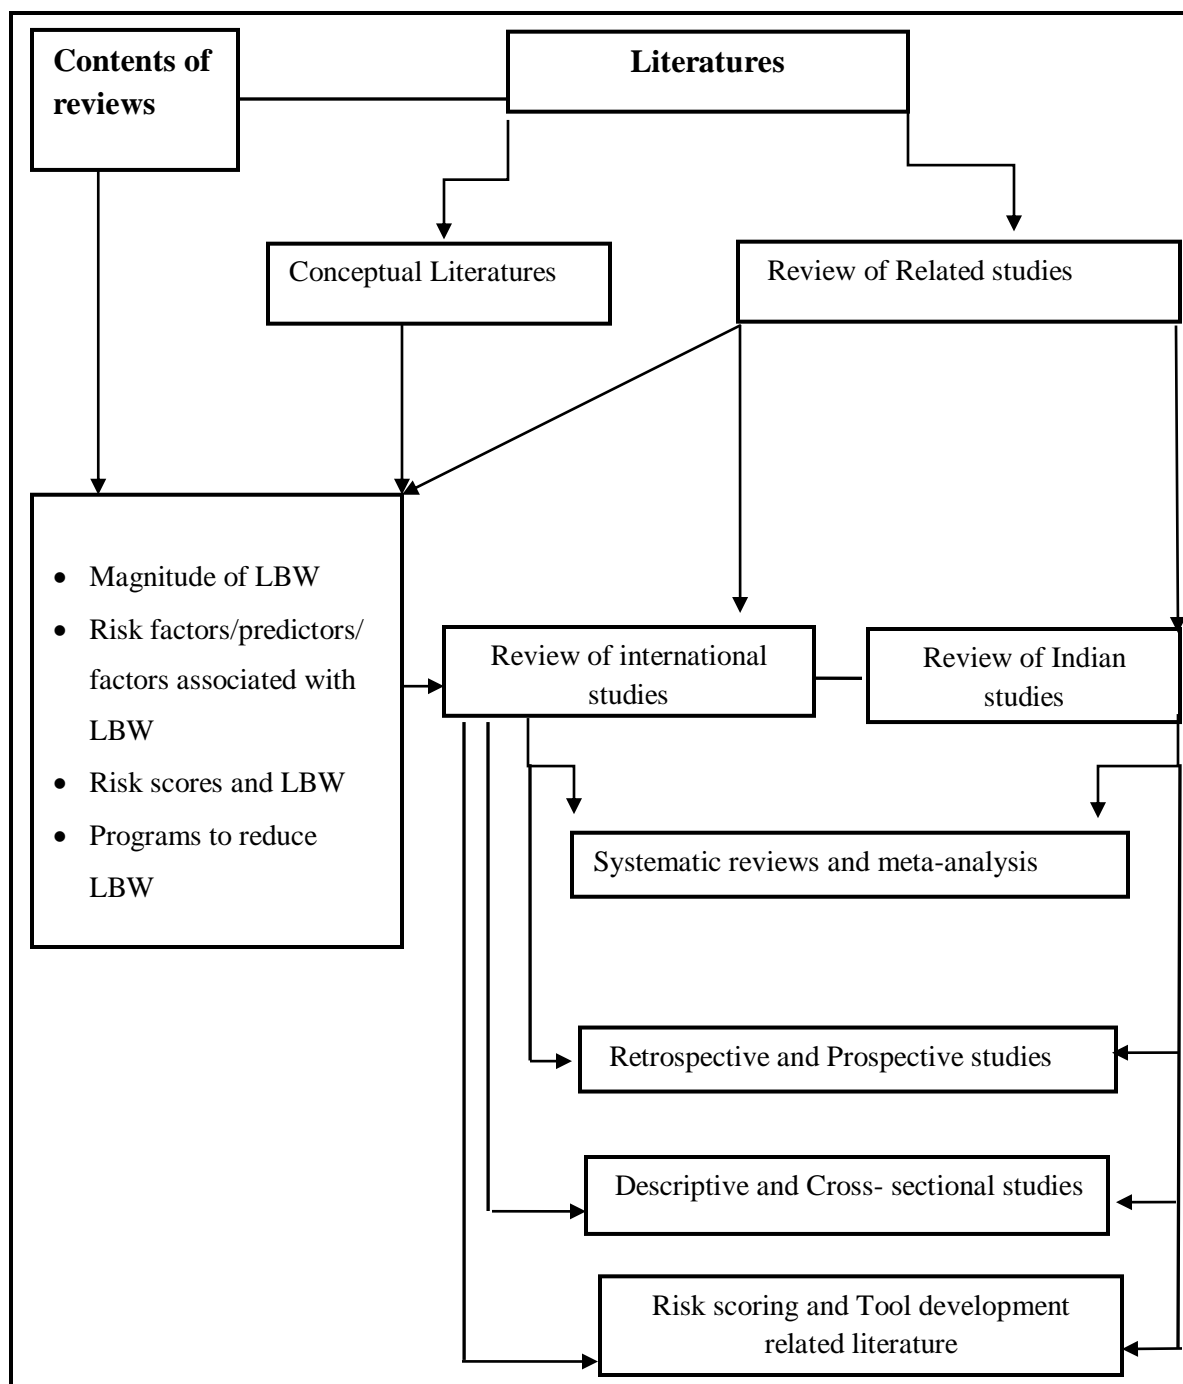 Contents of
reviews
Literatures
Conceptual Literatures
Review of Related studies
• Magnitude of LBW
• Risk factors/predictors/
factors associated with
LBW
• Risk scores and LBW
• Programs to reduce
LBW
Review of international
studies
Review of Indian
studies
Systematic reviews and meta-analysis
Retrospective and Prospective studies
Descriptive and Cross- sectional studies
Risk scoring and Tool development
related literature